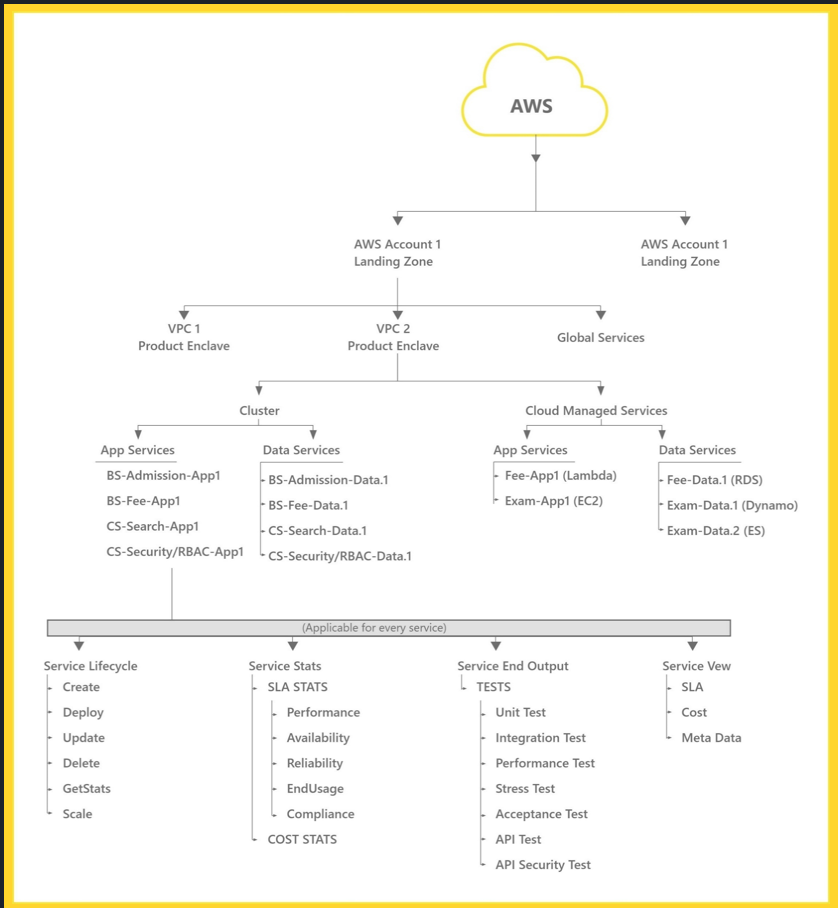 AWS
AWS Account 1
Landing Zone
AWS Account 1
Landing Zone
VPC 1
Product Enclave
VPC 2
Product Enclave
Global Services
Cluster
Cloud Managed Services
App Services
BS-Admission-App1
BS-Fee-App1
CS-Search-App1
CS-Security/RBAC-App1
Data Services
BS-Admission-Data.1
BS-Fee-Data.1
CS-Search-Data.1
CS-Security/RBAC-Data.1
App Services
Fee-App1 (Lambda)
Exam-App1 (EC2)
Data Services
Fee-Data.1 (RDS)
Exam-Data.1 (Dynamo)
Exam-Data.2 (ES)
(Applicable for every service)
Service Lifecycle
Create
Deploy
Update
Delete
GetStats
Scale
Service Stats
SLA STATS
Performance
Availability
Reliability
EndUsage
Compliance
COST STATS
Service End Output
TESTS
Unit Test
Integration Test
Performance Test
Stress Test
Acceptance Test
API Test
API Security Test
Service Vew
SLA
Cost
Meta Data